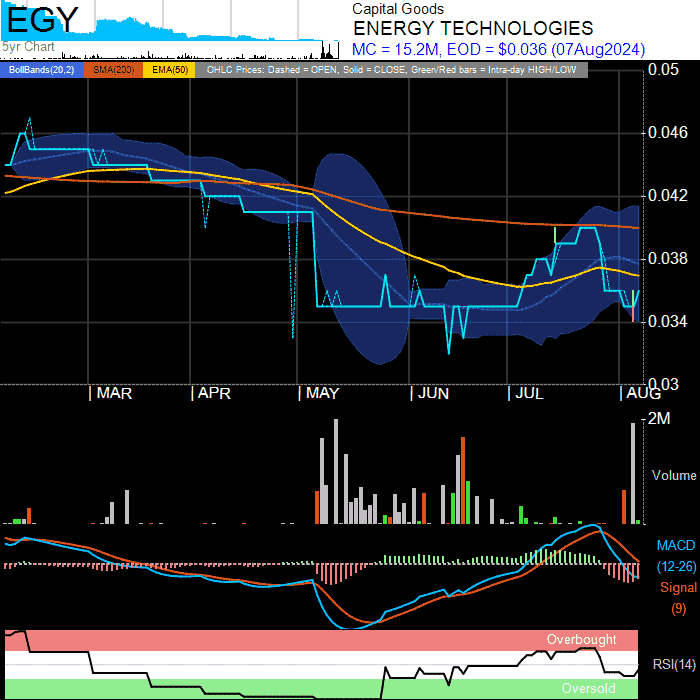 EGY
5yr Chart
Capital Goods
ENERGY TECHNOLOGIES
MC = 15.2M, EOD = $0.036 (07Aug2024)
BollBands(20,2) SMA(200) EMA(50) OHLC Prices: Dashed = OPEN, Solid = CLOSE, Green/Red bars = Intra-day HIGH/LOW
0.05
0.046
0.042
0.038
0.034
0.03
| MAR | APR | MAY | JUN | JUL | AUG
2M
Volume
MACD
(12-26)
Signal
(9)
Overbought
RSI(14)
Oversold